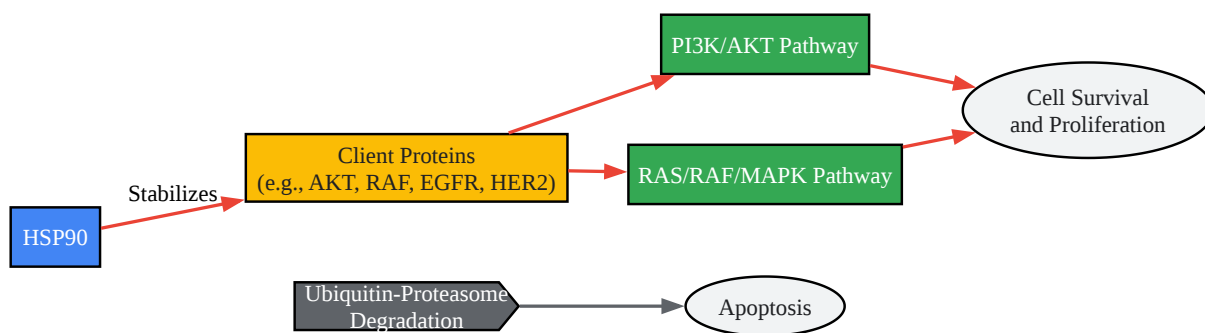 PI3K/AKT Pathway
Cell Survival
and Proliferation
Client Proteins
(e.g., AKT, RAF, EGFR, HER2)
RAS/RAF/MAPK Pathway
Stabilizes
HSP90
Ubiquitin-Proteasome
Degradation
Apoptosis